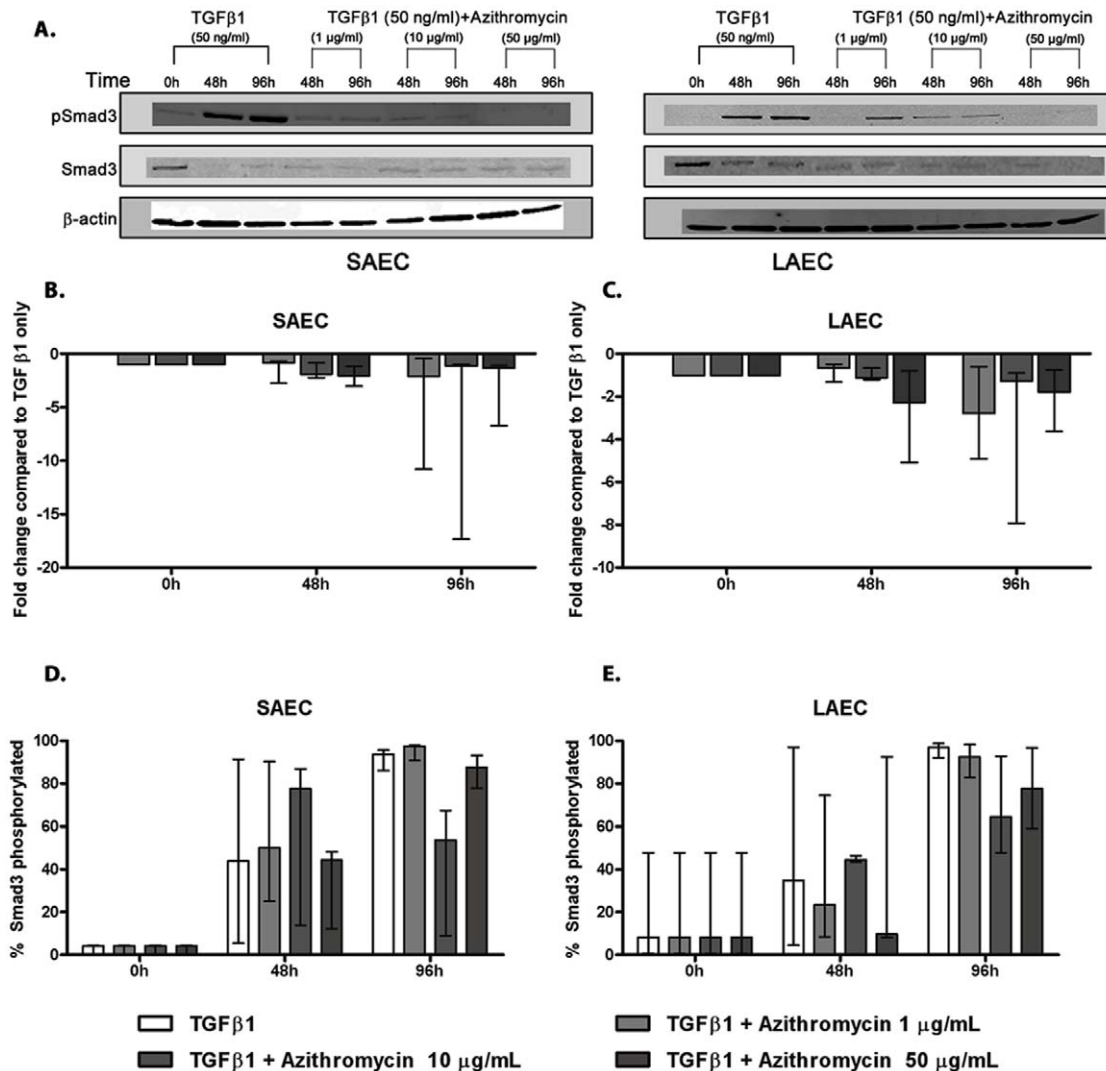 A.
TGFβ1 TGFβ1 (50 ng/ml)+Azithromycin TGFβ1 TGFβ1 (50 ng/ml)+Azithromycin
(50 ng/ml) (1 µg/ml) (10 µg/ml) (50 µg/ml) (50 ng/ml) (1 µg/ml) (10 µg/ml) (50 µg/ml)
Time 0h 48h 96h 48h 96h 48h 96h 48h 96h 0h 48h 96h 48h 96h 48h 96h 48h 96h
pSmad3
Smad3
β-actin
SAEC LAEC
B. C.
SAEC LAEC
Fold change compared to TGF β1 only
0
-5
-10
-15
-20
0h 48h 96h
Fold change compared to TGF β1 only
0
-2
-4
-6
-8
-10
0h 48h 96h
D. E.
SAEC LAEC
% Smad3 phosphorylated
100
80
60
40
20
0
0h 48h 96h
% Smad3 phosphorylated
100
80
60
40
20
0
0h 48h 96h
TGFβ1 TGFβ1 + Azithromycin 1 µg/mL
TGFβ1 + Azithromycin 10 µg/mL TGFβ1 + Azithromycin 50 µg/mL